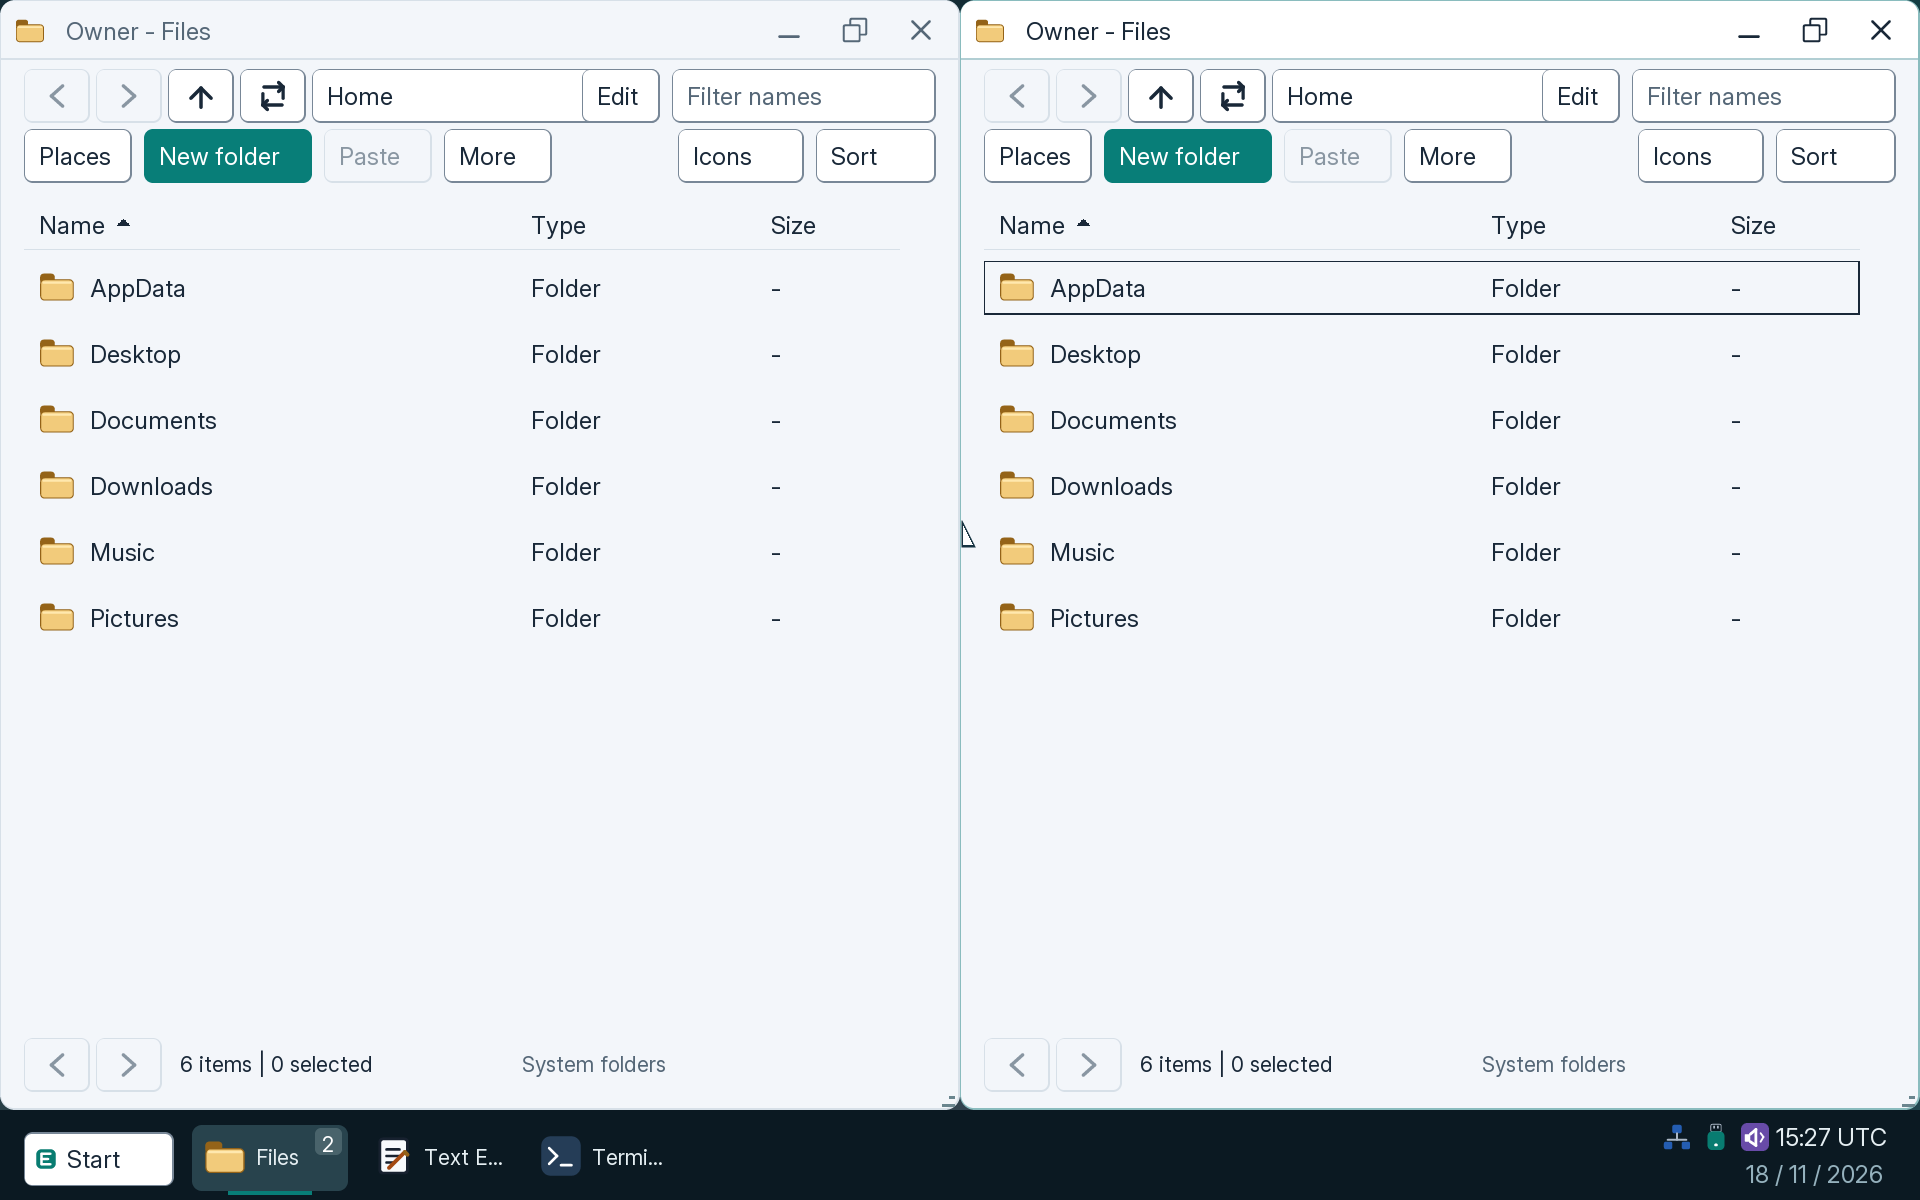 Owner - Files
Home
Edit
Filter names
Places
New folder
Paste
More
Icons
Sort
Name Type Size
AppData Folder -
Desktop Folder -
Documents Folder -
Downloads Folder -
Music Folder -
Pictures Folder -
6 items | 0 selected
System folders
Owner - Files
Home
Edit
Filter names
Places
New folder
Paste
More
Icons
Sort
Name Type Size
AppData Folder -
Desktop Folder -
Documents Folder -
Downloads Folder -
Music Folder -
Pictures Folder -
6 items | 0 selected
System folders
E Start
Files 2
Text E...
Termi...
15:27 UTC
18 / 11 / 2026